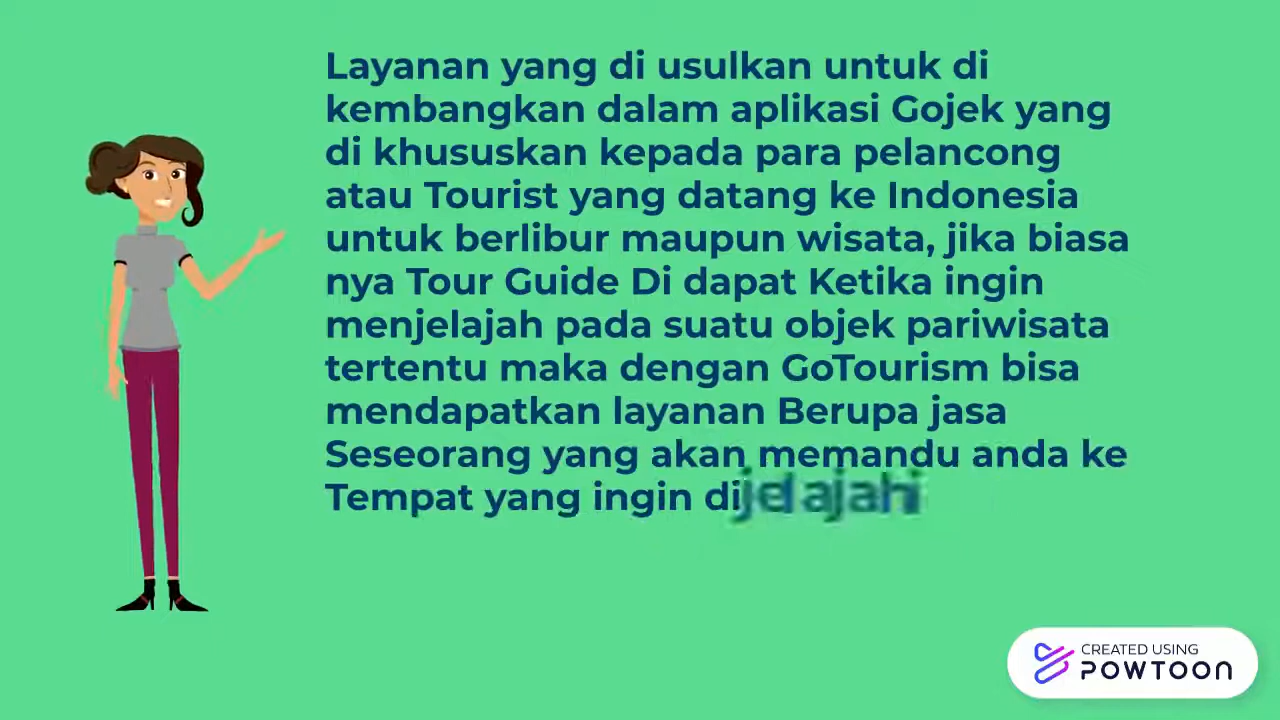 Layanan yang di usulkan untuk di
kembangkan dalam aplikasi Gojek yang
di khususkan kepada para pelancong
atau Tourist yang datang ke Indonesia
untuk berlibur maupun wisata, jika biasa
nya Tour Guide Di dapat Ketika ingin
menjelajah pada suatu objek pariwisata
tertentu maka dengan GoTourism bisa
mendapatkan layanan Berupa jasa
Seseorang yang akan memandu anda ke
Tempat yang ingin dijelajahi
CREATED USING
POWTOON